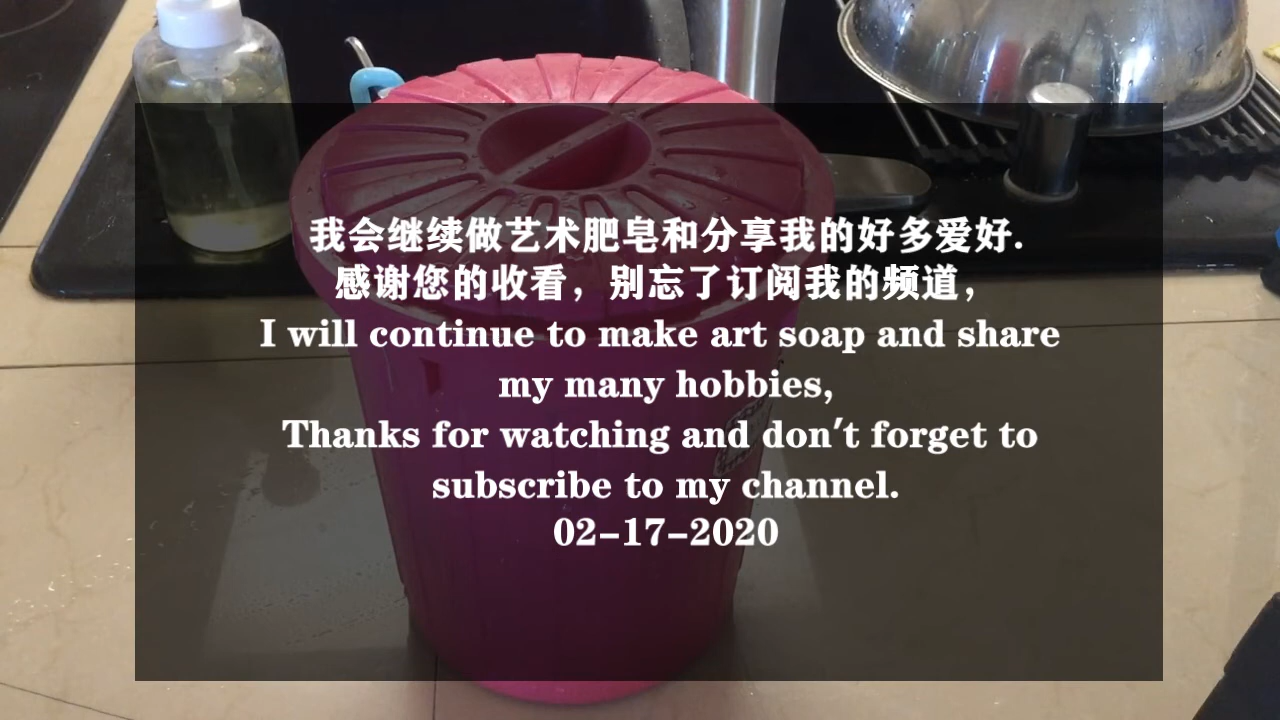 我会继续做艺术肥皂和分享我的好多爱好.
感谢您的收看，别忘了订阅我的频道，
I will continue to make art soap and share
my many hobbies,
Thanks for watching and don't forget to
subscribe to my channel.
02-17-2020